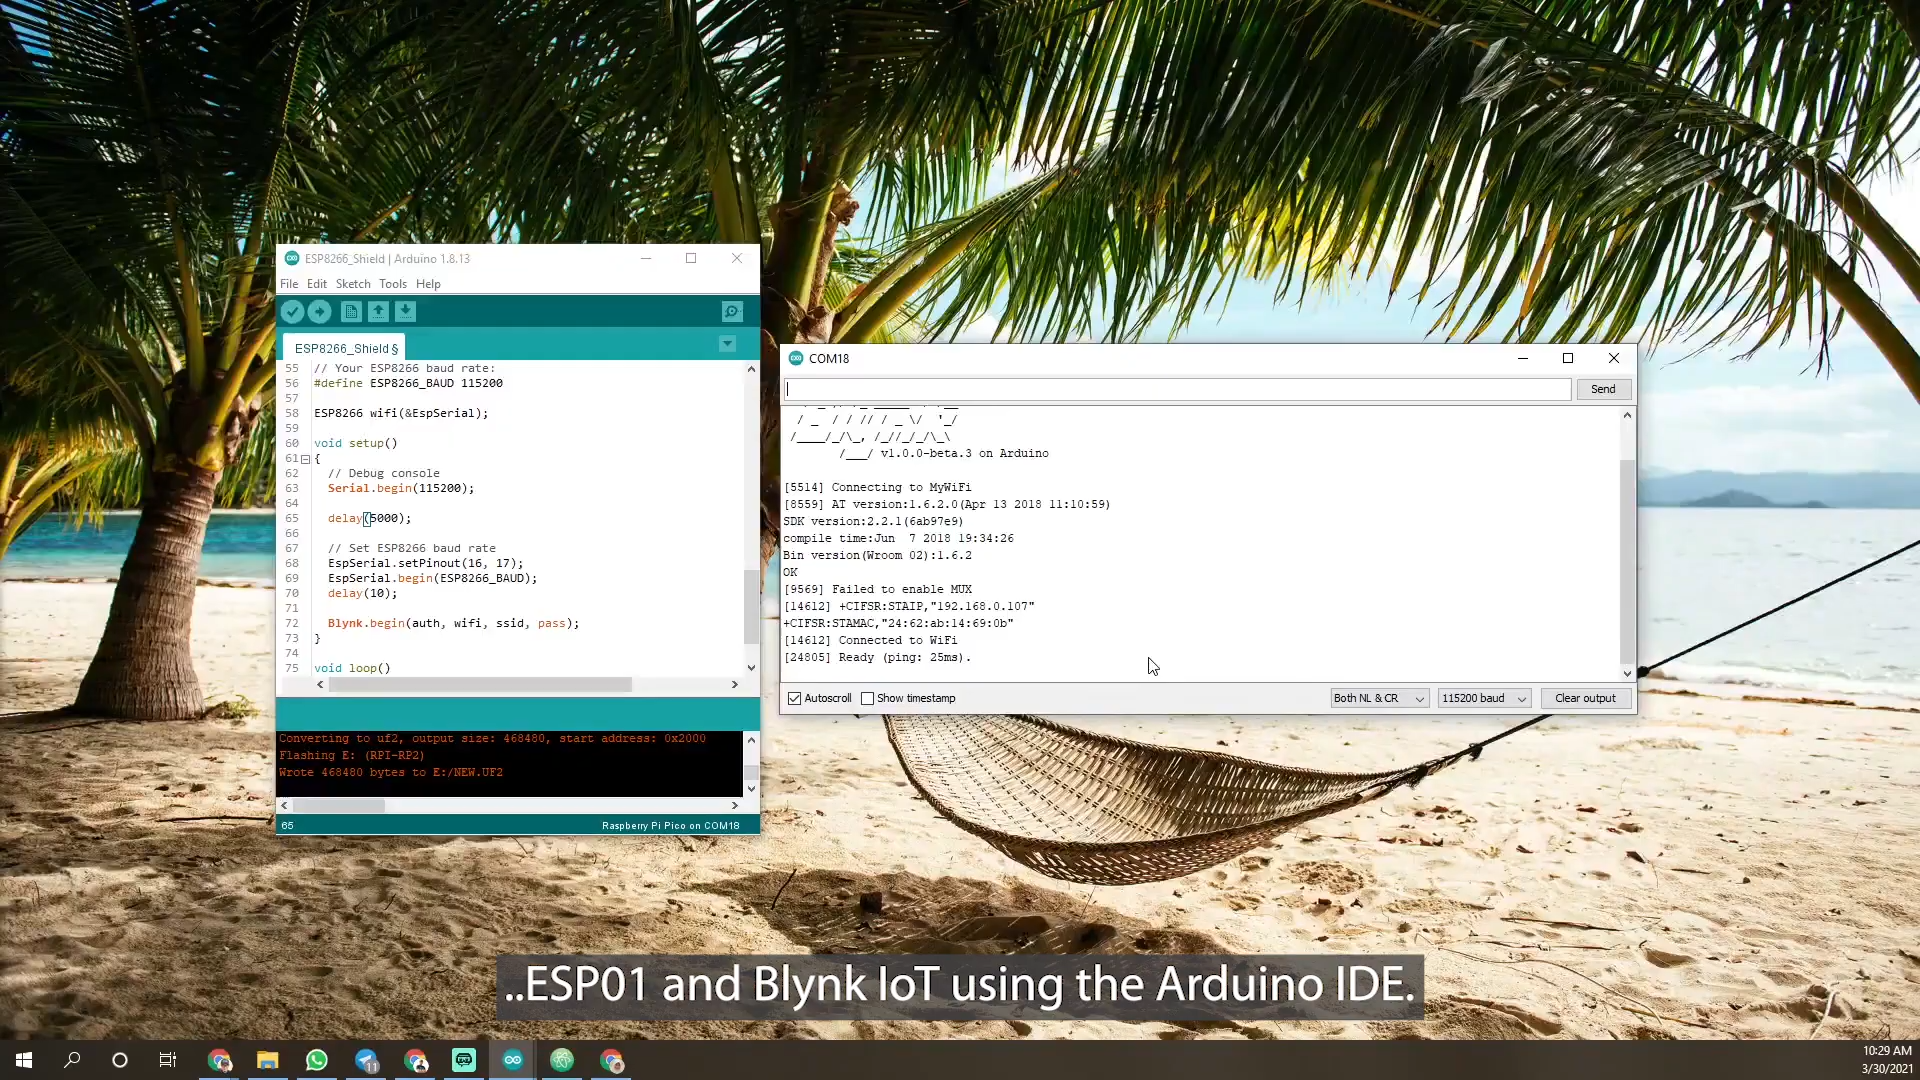 ESP8266_Shield | Arduino 1.8.13
File Edit Sketch Tools Help
ESP8266_Shield §
55 // Your ESP8266 baud rate:
56 #define ESP8266_BAUD 115200
57
58 ESP8266 wifi(&EspSerial);
59
60 void setup()
61 {
62 // Debug console
63 Serial.begin(115200);
64
65 delay(5000);
66
67 // Set ESP8266 baud rate
68 EspSerial.setPinout(16, 17);
69 EspSerial.begin(ESP8266_BAUD);
70 delay(10);
71
72 Blynk.begin(auth, wifi, ssid, pass);
73 }
74
75 void loop()
Converting to uf2, output size: 468480, start address: 0x2000
Flashing E: (RPI-RP2)
Wrote 468480 bytes to E:/NEW.UF2
65 Raspberry Pi Pico on COM18
COM18
Send
/ _ / / // / _ \/ '_/
/____/_/\_, /_//_/_/\_\
/___/ v1.0.0-beta.3 on Arduino
[5514] Connecting to MyWiFi
[8559] AT version:1.6.2.0(Apr 13 2018 11:10:59)
SDK version:2.2.1(6ab97e9)
compile time:Jun  7 2018 19:34:26
Bin version(Wroom 02):1.6.2
OK
[9569] Failed to enable MUX
[14612] +CIFSR:STAIP,"192.168.0.107"
+CIFSR:STAMAC,"24:62:ab:14:69:0b"
[14612] Connected to WiFi
[24805] Ready (ping: 25ms).
Autoscroll Show timestamp Both NL & CR 115200 baud Clear output
..ESP01 and Blynk IoT using the Arduino IDE.
11
10:29 AM
3/30/2021